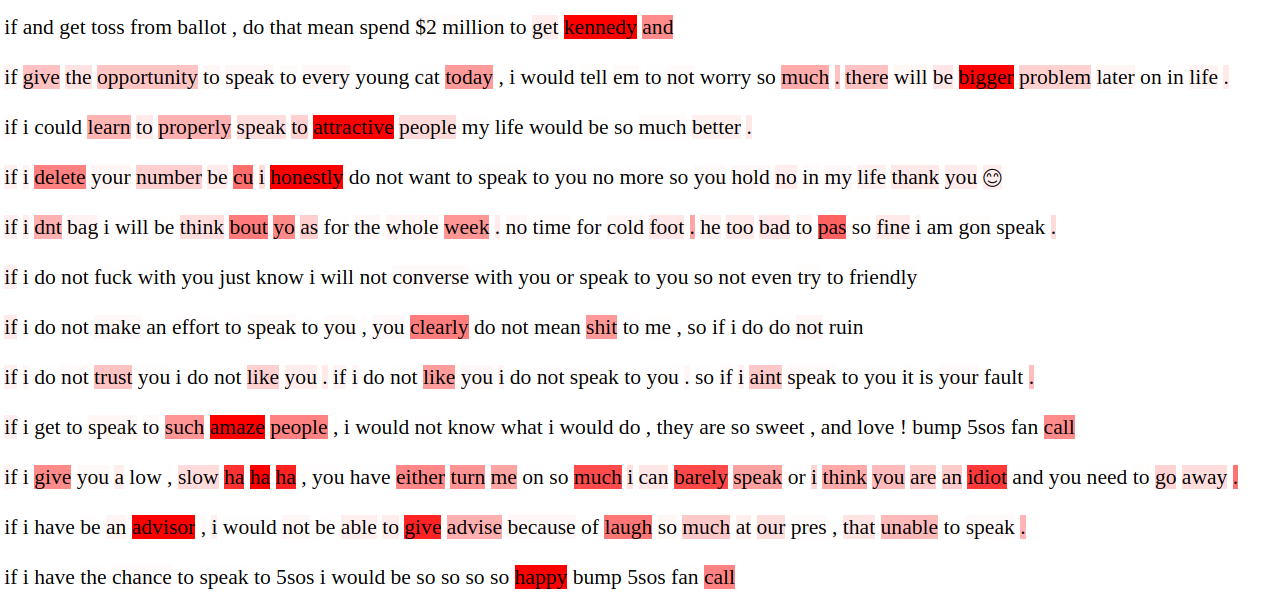 if and get toss from ballot , do that mean spend $2 million to get kennedy and
if give the opportunity to speak to every young cat today , i would tell em to not worry so much . there will be bigger problem later on in life .
if i could learn to properly speak to attractive people my life would be so much better .
if i delete your number be cu i honestly do not want to speak to you no more so you hold no in my life thank you 😊
if i dnt bag i will be think bout yo as for the whole week . no time for cold foot . he too bad to pas so fine i am gon speak .
if i do not fuck with you just know i will not converse with you or speak to you so not even try to friendly
if i do not make an effort to speak to you , you clearly do not mean shit to me , so if i do do not ruin
if i do not trust you i do not like you . if i do not like you i do not speak to you . so if i aint speak to you it is your fault .
if i get to speak to such amaze people , i would not know what i would do , they are so sweet , and love ! bump 5sos fan call
if i give you a low , slow ha ha ha , you have either turn me on so much i can barely speak or i think you are an idiot and you need to go away .
if i have be an advisor , i would not be able to give advise because of laugh so much at our pres , that unable to speak .
if i have the chance to speak to 5sos i would be so so so so happy bump 5sos fan call